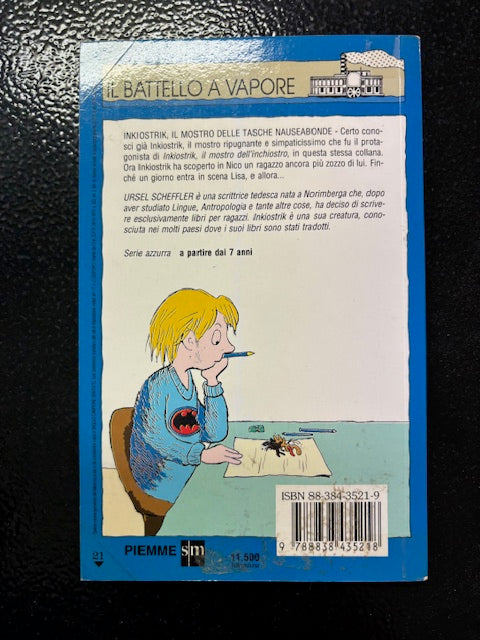 IL BATTELLO A VAPORE
INKIOSTRIK, IL MOSTRO DELLE TASCHE NAUSEABONDE - Certo cono-
sci già Inkiostrik, il mostro ripugnante e simpaticissimo che fu il prota-
gonista di Inkiostrik, il mostro dell'inchiostro, in questa stessa collana.
Ora Inkiostrik ha scoperto in Nico un ragazzo ancora più zozzo di lui. Fin-
ché un giorno entra in scena Lisa, e allora...
URSEL SCHEFFLER è una scrittrice tedesca nata a Norimberga che, dopo
aver studiato Lingue, Antropologia e tante altre cose, ha deciso di scrive-
re esclusivamente libri per ragazzi. Inkiostrik è una sua creatura, cono-
sciuta nei molti paesi dove i suoi libri sono stati tradotti.
Serie azzurra a partire dai 7 anni
ISBN 88-384-3521-9
9 788838 435218
21
PIEMME sm
11.500